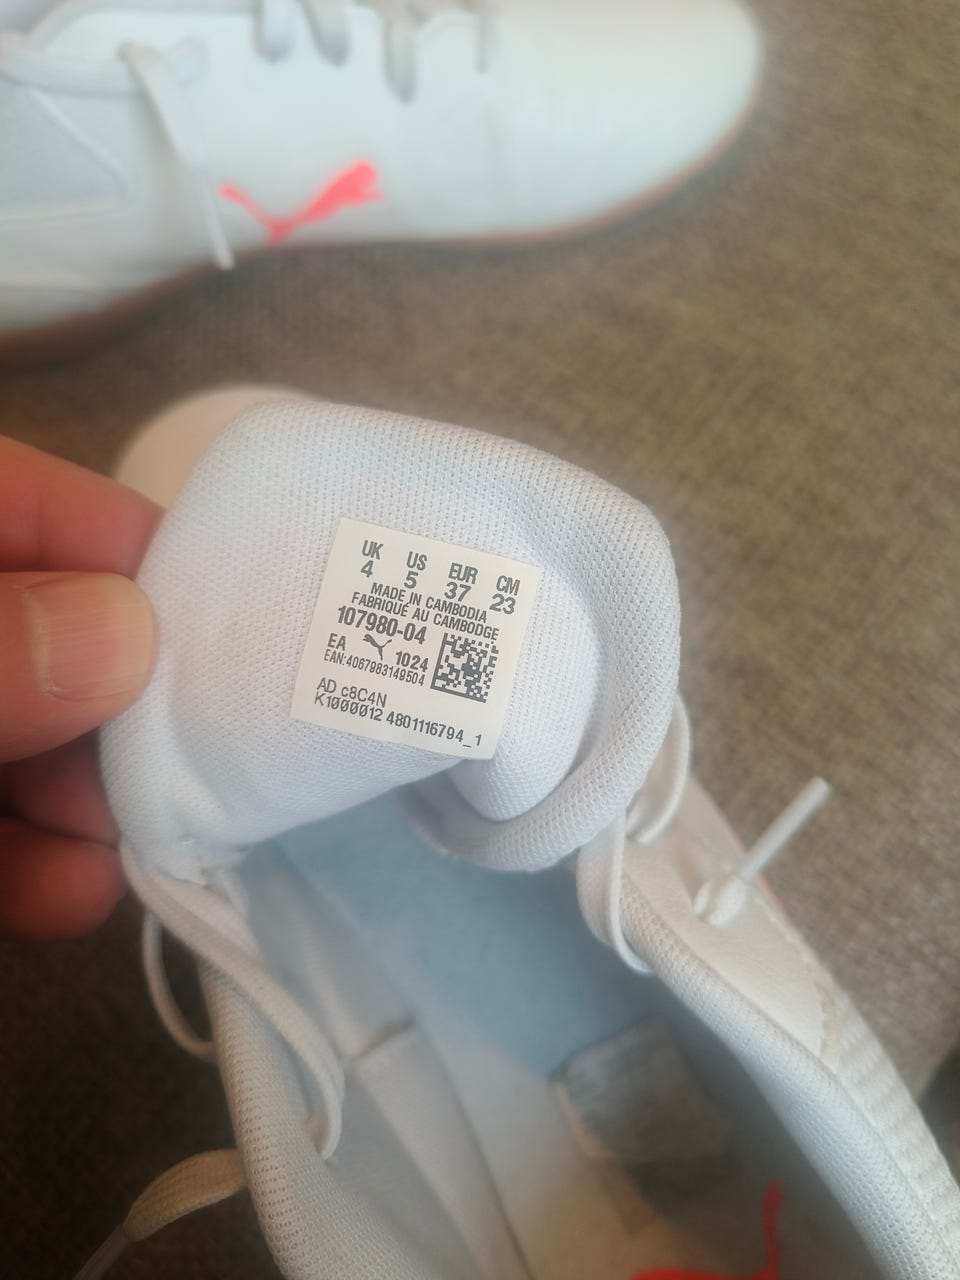 UK US EUR CM
4 5 37 23
MADE IN CAMBODIA
FABRIQUÉ AU CAMBODGE
107980-04
EA 1024
EAN:4067983149504
AD c8C4N
K1000012 4801116794_1